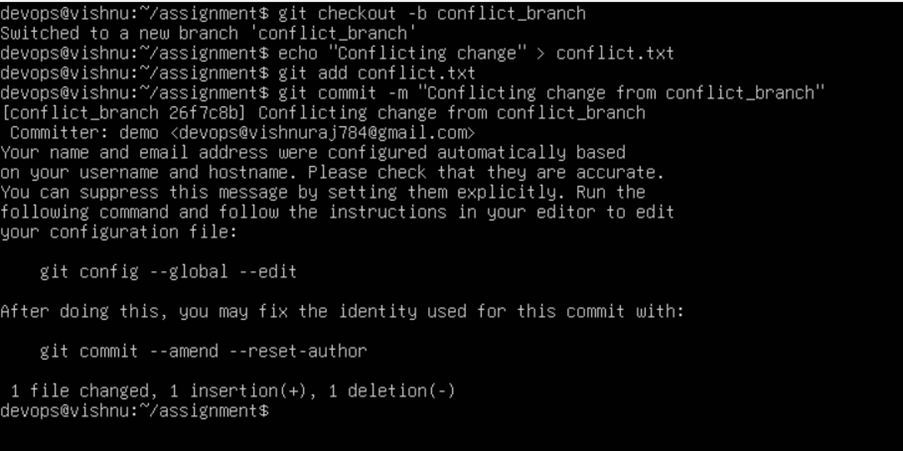 devops@vishnu:~/assignment$ git checkout -b conflict_branch
Switched to a new branch 'conflict_branch'
devops@vishnu:~/assignment$ echo "Conflicting change" > conflict.txt
devops@vishnu:~/assignment$ git add conflict.txt
devops@vishnu:~/assignment$ git commit -m "Conflicting change from conflict_branch"
[conflict_branch 26f7c8b] Conflicting change from conflict_branch
 Committer: demo <devops@vishnuraj784@gmail.com>
Your name and email address were configured automatically based
on your username and hostname. Please check that they are accurate.
You can suppress this message by setting them explicitly. Run the
following command and follow the instructions in your editor to edit
your configuration file:

    git config --global --edit

After doing this, you may fix the identity used for this commit with:

    git commit --amend --reset-author

 1 file changed, 1 insertion(+), 1 deletion(-)
devops@vishnu:~/assignment$